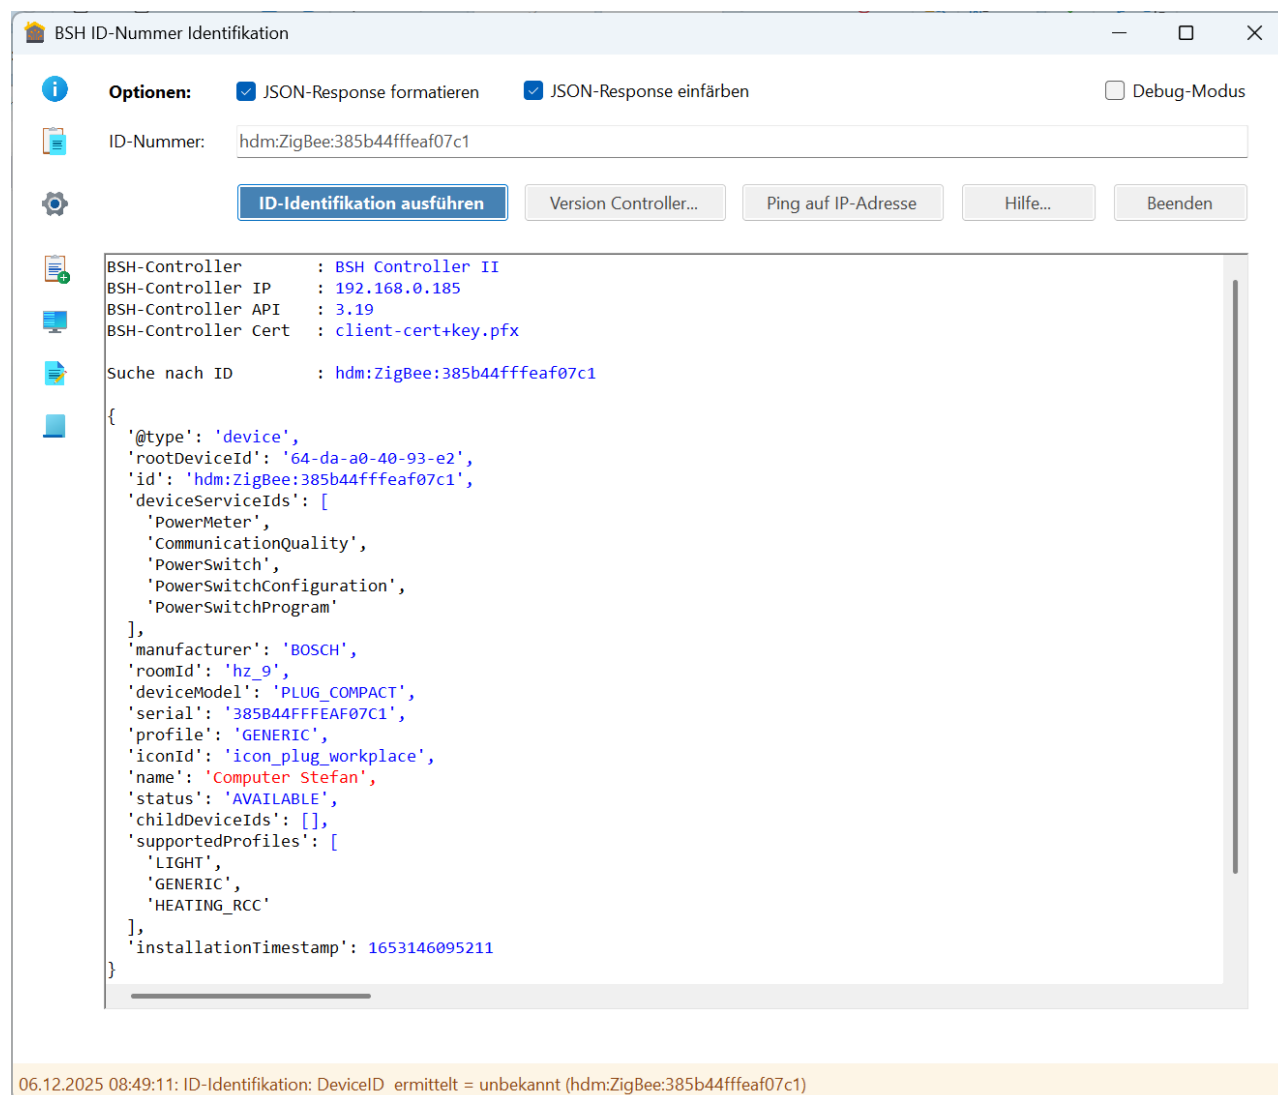 BSH ID-Nummer Identifikation
Optionen: JSON-Response formatieren JSON-Response einfärben Debug-Modus
ID-Nummer: hdm:ZigBee:385b44fffeaf07c1
ID-Identifikation ausführen Version Controller... Ping auf IP-Adresse Hilfe... Beenden
BSH-Controller : BSH Controller II
BSH-Controller IP : 192.168.0.185
BSH-Controller API : 3.19
BSH-Controller Cert : client-cert+key.pfx
Suche nach ID : hdm:ZigBee:385b44fffeaf07c1
{
'@type': 'device',
'rootDeviceId': '64-da-a0-40-93-e2',
'id': 'hdm:ZigBee:385b44fffeaf07c1',
'deviceServiceIds': [
'PowerMeter',
'CommunicationQuality',
'PowerSwitch',
'PowerSwitchConfiguration',
'PowerSwitchProgram'
],
'manufacturer': 'BOSCH',
'roomId': 'hz_9',
'deviceModel': 'PLUG_COMPACT',
'serial': '385B44FFFEAF07C1',
'profile': 'GENERIC',
'iconId': 'icon_plug_workplace',
'name': 'Computer Stefan',
'status': 'AVAILABLE',
'childDeviceIds': [],
'supportedProfiles': [
'LIGHT',
'GENERIC',
'HEATING_RCC'
],
'installationTimestamp': 1653146095211
}
06.12.2025 08:49:11: ID-Identifikation: DeviceID ermittelt = unbekannt (hdm:ZigBee:385b44fffeaf07c1)